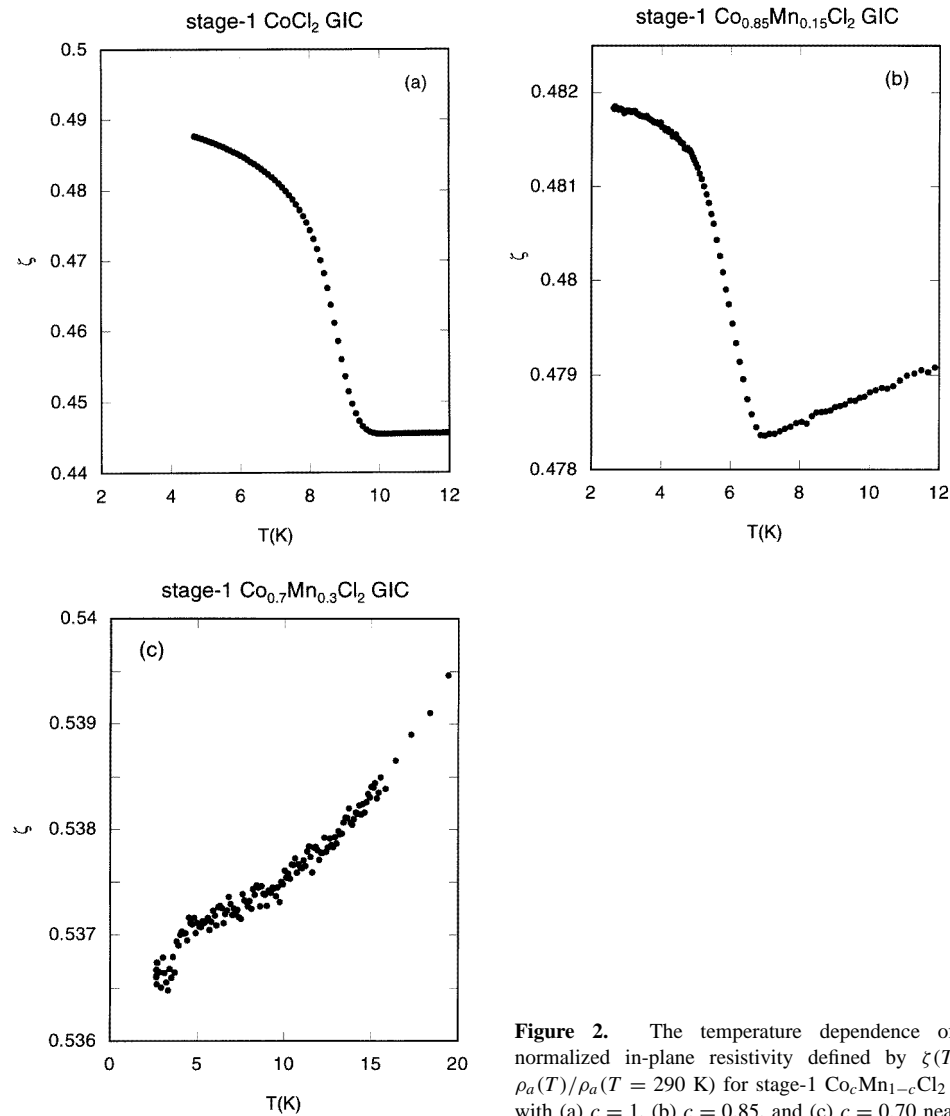 stage-1 CoCl₂ GIC
(a)
0.5
0.49
0.48
0.47
0.46
0.45
0.44
ζ
2 4 6 8 10 12
T(K)
stage-1 Co₀.₈₅Mn₀.₁₅Cl₂ GIC
(b)
0.482
0.481
0.48
0.479
0.478
ζ
2 4 6 8 10 12
T(K)
stage-1 Co₀.₇Mn₀.₃Cl₂ GIC
(c)
0.54
0.539
0.538
0.537
0.536
ζ
0 5 10 15 20
T(K)
Figure 2. The temperature dependence of
normalized in-plane resistivity defined by ζ(T
ρₐ(T)/ρₐ(T = 290 K) for stage-1 Co_cMn₁₋cCl₂
with (a) c = 1, (b) c = 0.85, and (c) c = 0.70 nea